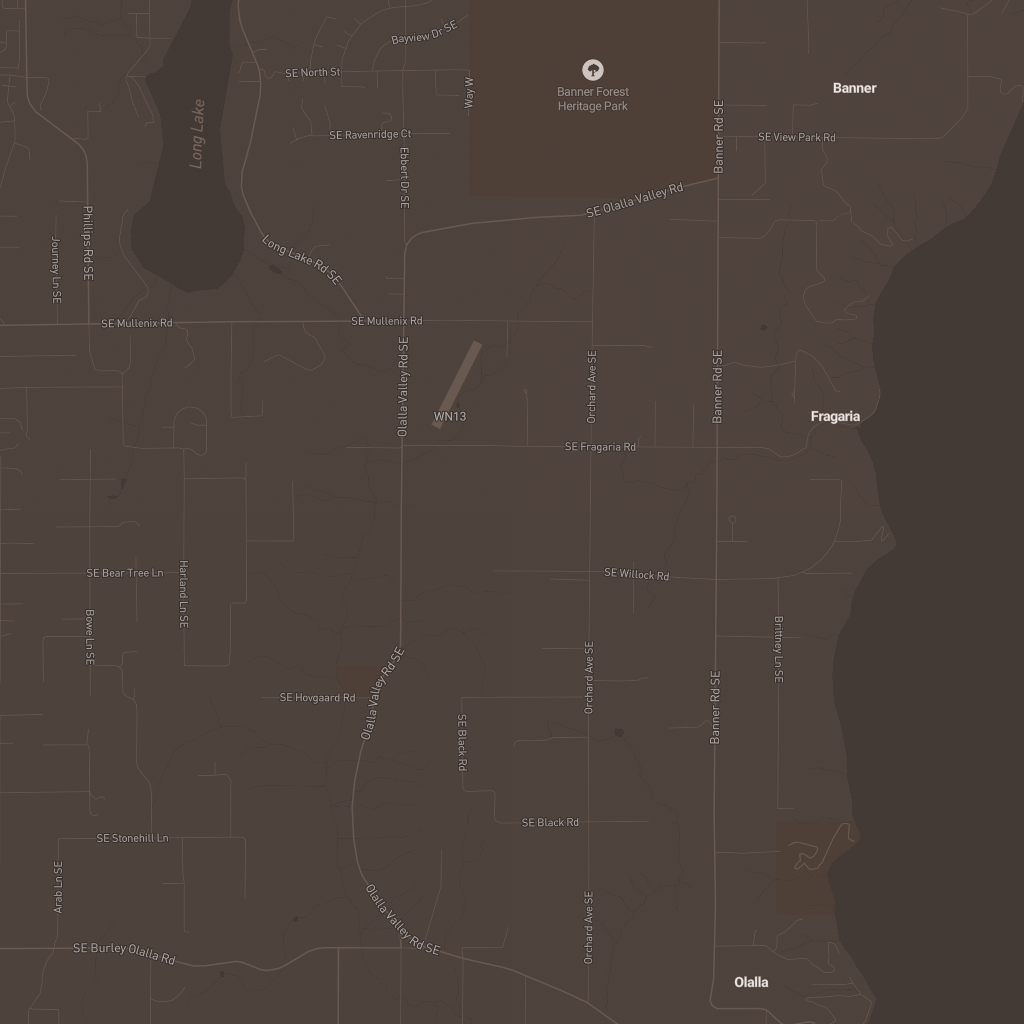 Bayview Dr SE
SE North St
Way W
Banner Forest
Heritage Park
Banner
Long Lake
SE Ravenridge Ct
Banner Rd SE
SE View Park Rd
Ebbert Dr SE
SE Olalla Valley Rd
Phillips Rd SE
Journey Ln SE
Long Lake Rd SE
SE Mullenix Rd
SE Mullenix Rd
Olalla Valley Rd SE
Orchard Ave SE
Banner Rd SE
WN13
Fragaria
SE Fragaria Rd
SE Bear Tree Ln
Harland Ln SE
SE Willock Rd
Bowe Ln SE
Brittney Ln SE
Olalla Valley Rd SE
Orchard Ave SE
Banner Rd SE
SE Hovgaard Rd
SE Black Rd
SE Black Rd
SE Stonehill Ln
Arab Ln SE
Olalla Valley Rd SE
Orchard Ave SE
SE Burley Olalla Rd
Olalla